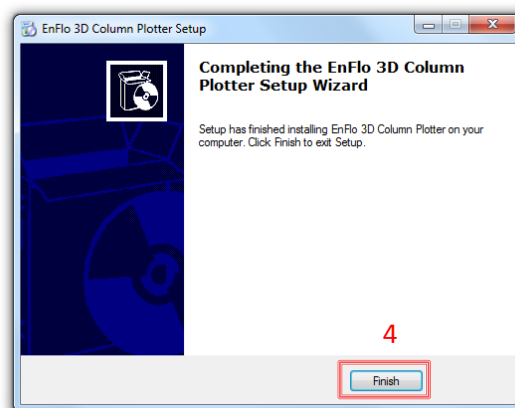 EnFlo 3D Column Plotter Setup
Completing the EnFlo 3D Column
Plotter Setup Wizard
Setup has finished installing EnFlo 3D Column Plotter on your
computer. Click Finish to exit Setup.
4
Finish